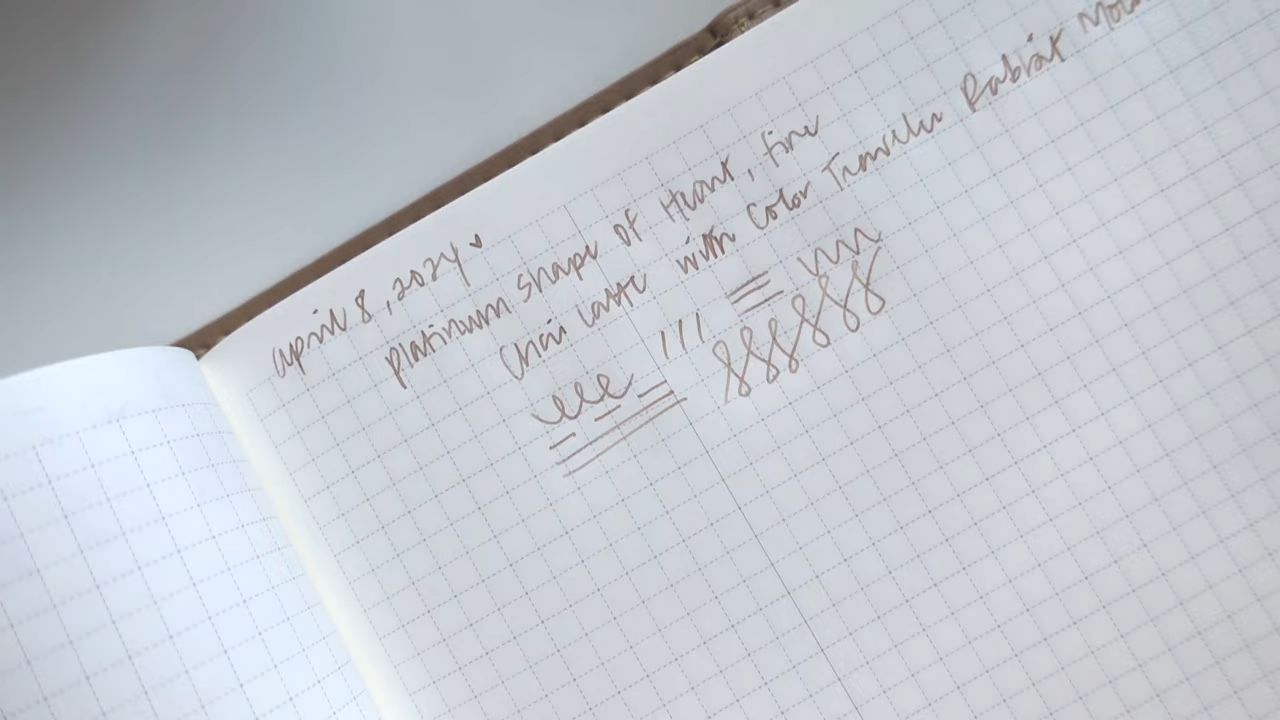 april 8, 2024
platinum shape of Heart, fine
Chai latte with Color Traveler Rabbit